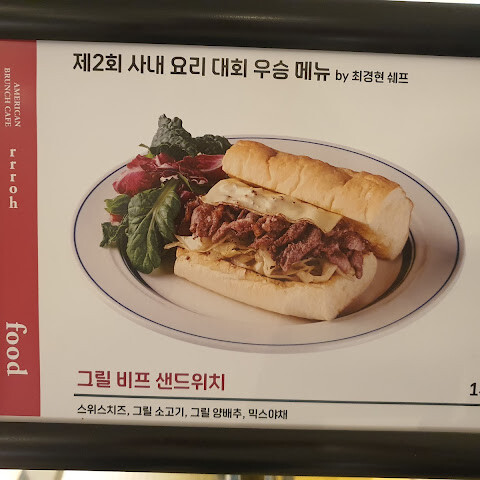 제2회 사내 요리 대회 우승 메뉴 by 최경현 쉐프
AMERICAN
BRUNCH CAFE
rrroh
food
그릴 비프 샌드위치
스위스치즈, 그릴 소고기, 그릴 양배추, 믹스야채